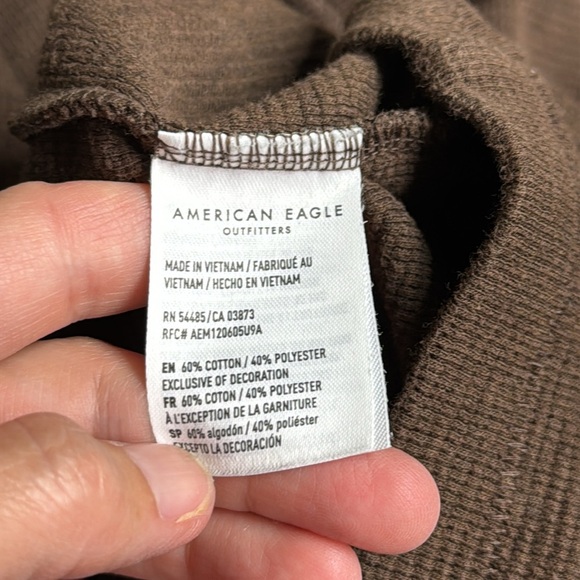 AMERICAN EAGLE
OUTFITTERS
MADE IN VIETNAM / FABRIQUÉ AU
VIETNAM / HECHO EN VIETNAM
RN 54485/CA 03873
RFC# AEM120605U9A
EN 60% COTTON / 40% POLYESTER
EXCLUSIVE OF DECORATION
FR 60% COTON / 40% POLYESTER
À L'EXCEPTION DE LA GARNITURE
SP 60% algodón / 40% poliéster
EXCEPTO LA DECORACIÓN